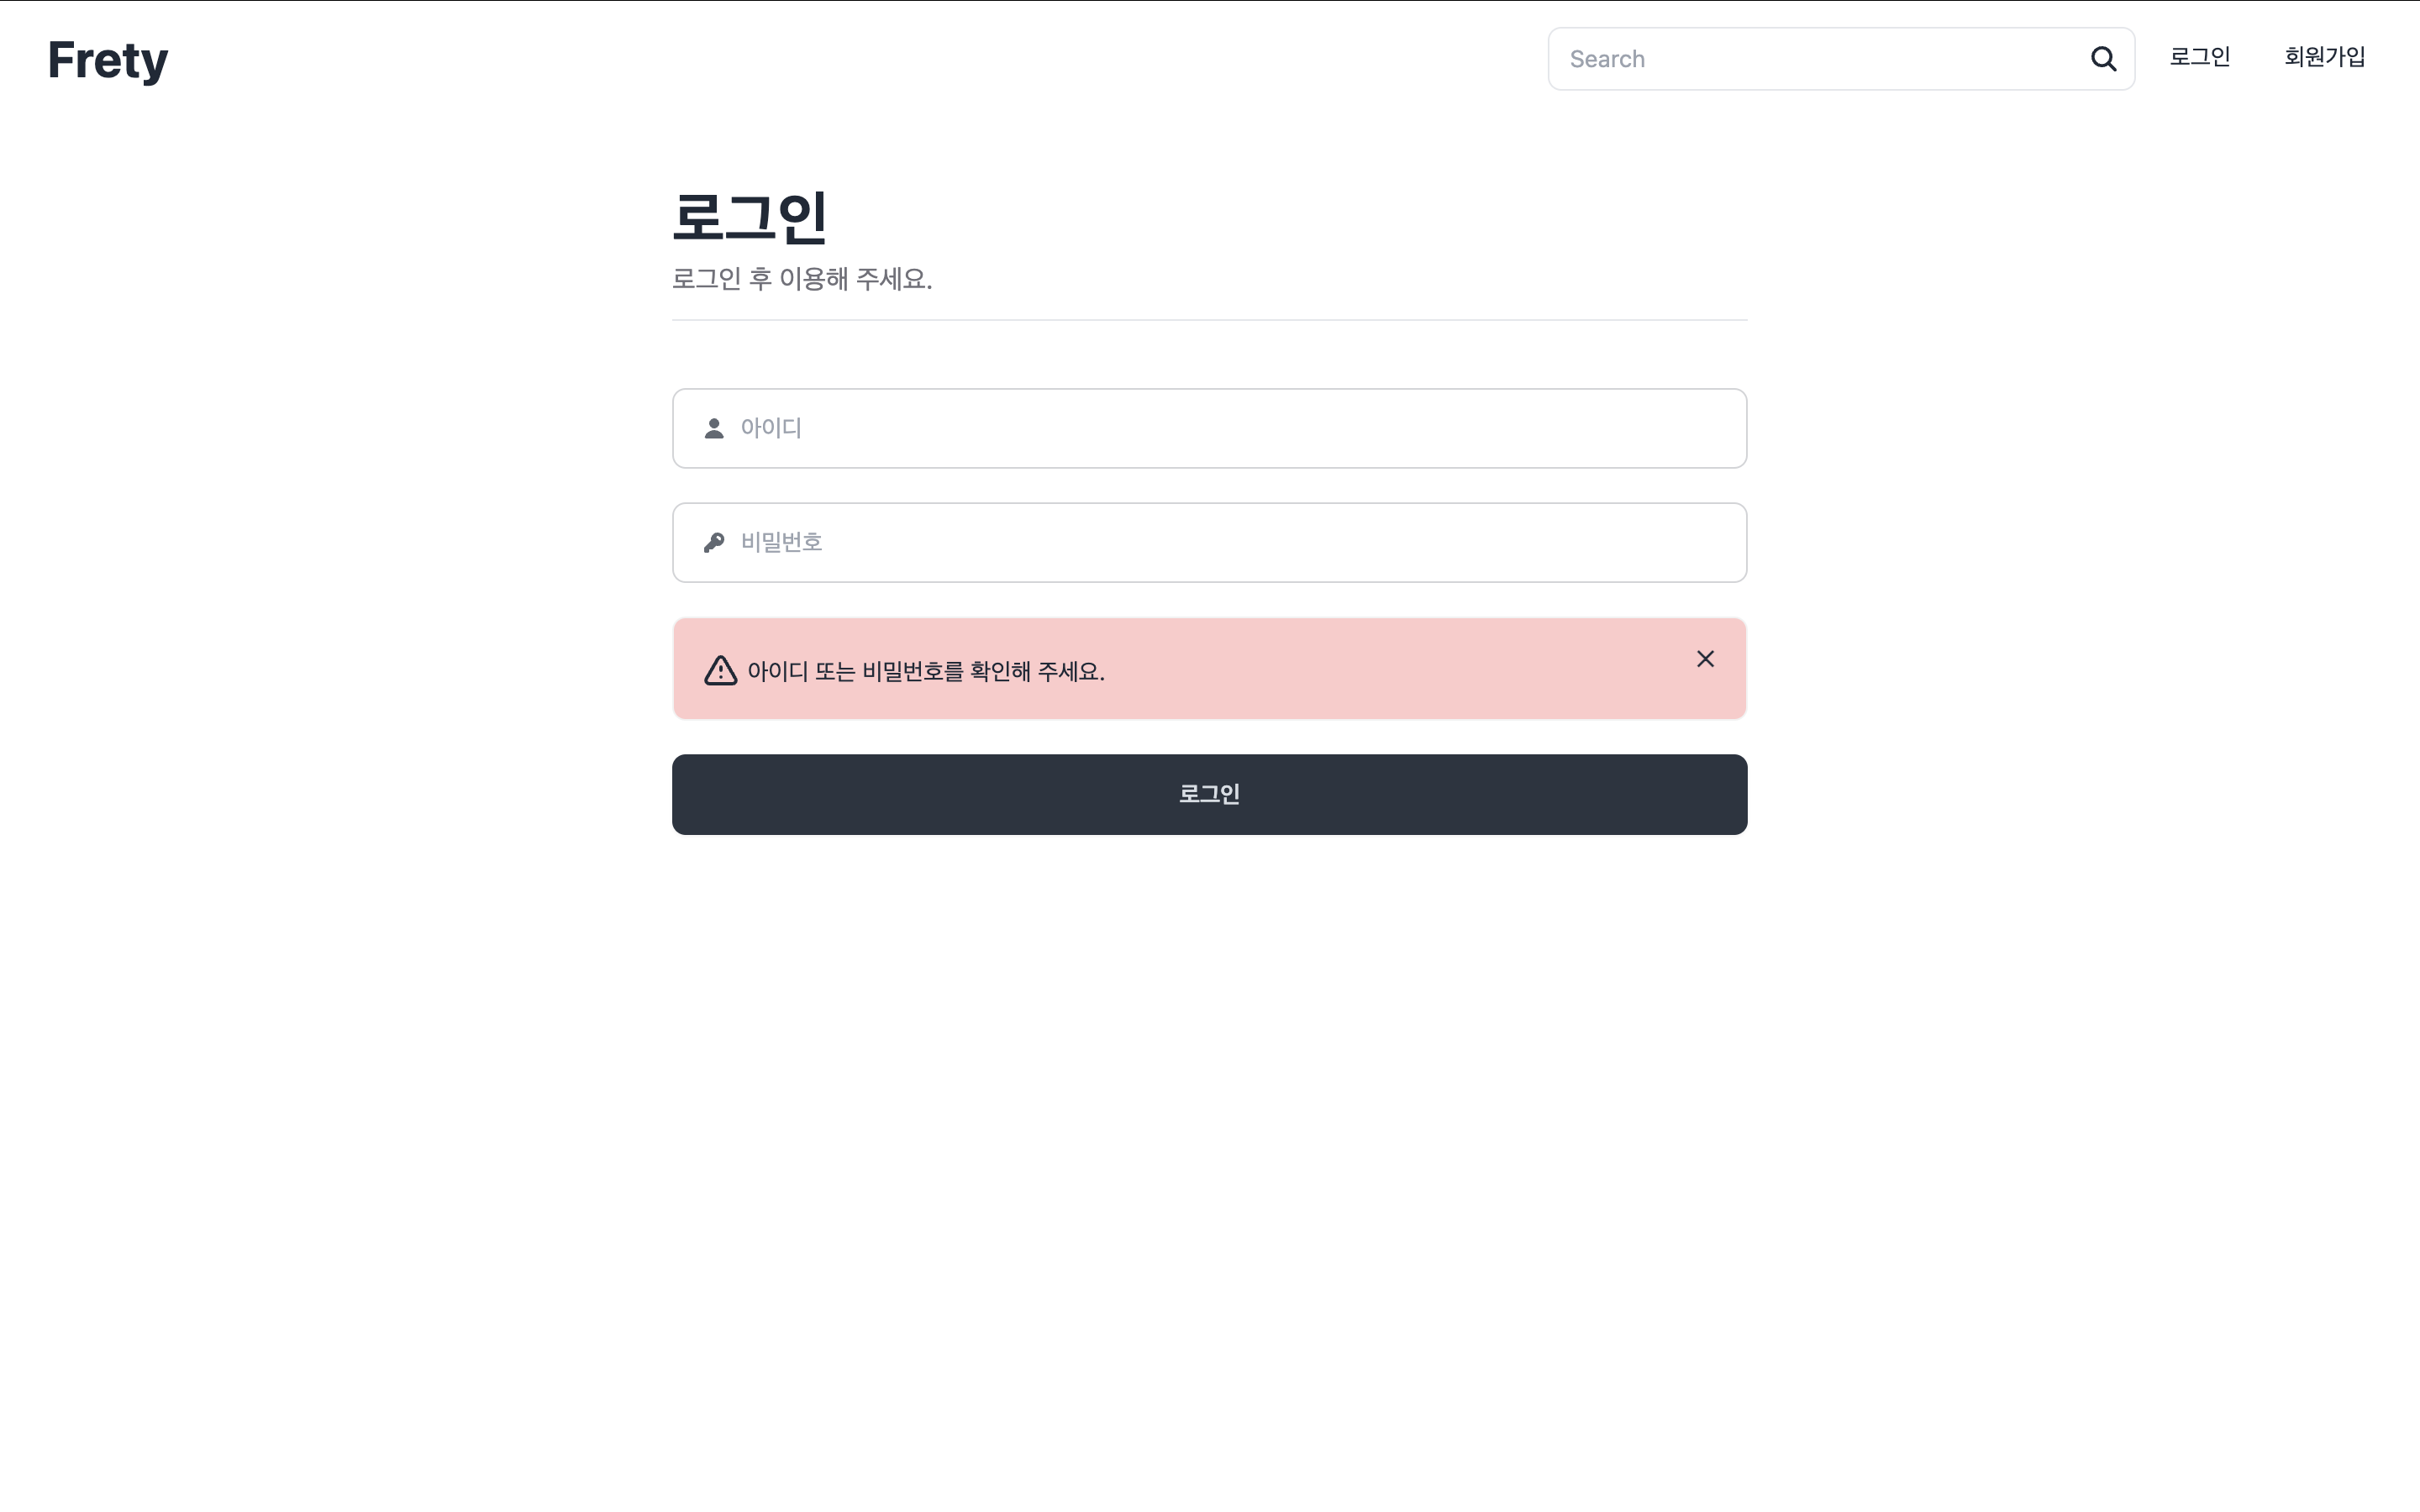 Frety
Search
로그인
회원가입
로그인
로그인 후 이용해 주세요.
아이디
비밀번호
아이디 또는 비밀번호를 확인해 주세요.
로그인